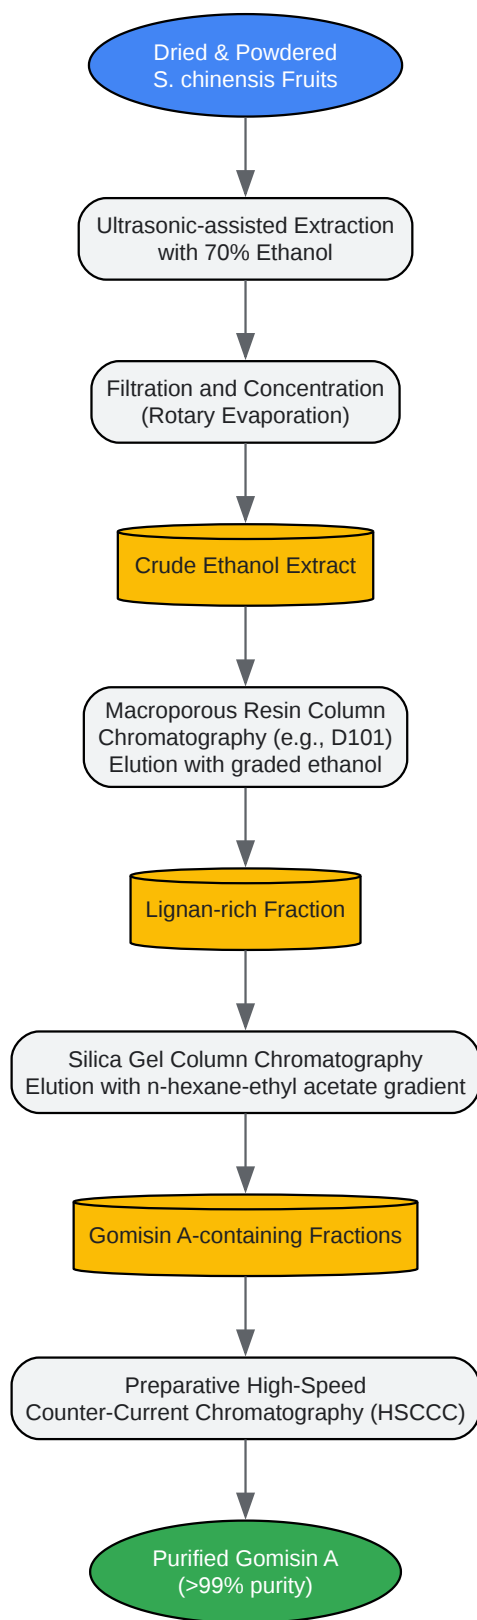 Dried & Powdered
S. chinensis Fruits
Ultrasonic-assisted Extraction
with 70% Ethanol
Filtration and Concentration
(Rotary Evaporation)
Crude Ethanol Extract
Macroporous Resin Column
Chromatography (e.g., D101)
Elution with graded ethanol
Lignan-rich Fraction
Silica Gel Column Chromatography
Elution with n-hexane-ethyl acetate gradient
Gomisin A-containing Fractions
Preparative High-Speed
Counter-Current Chromatography (HSCCC)
Purified Gomisin A
(>99% purity)